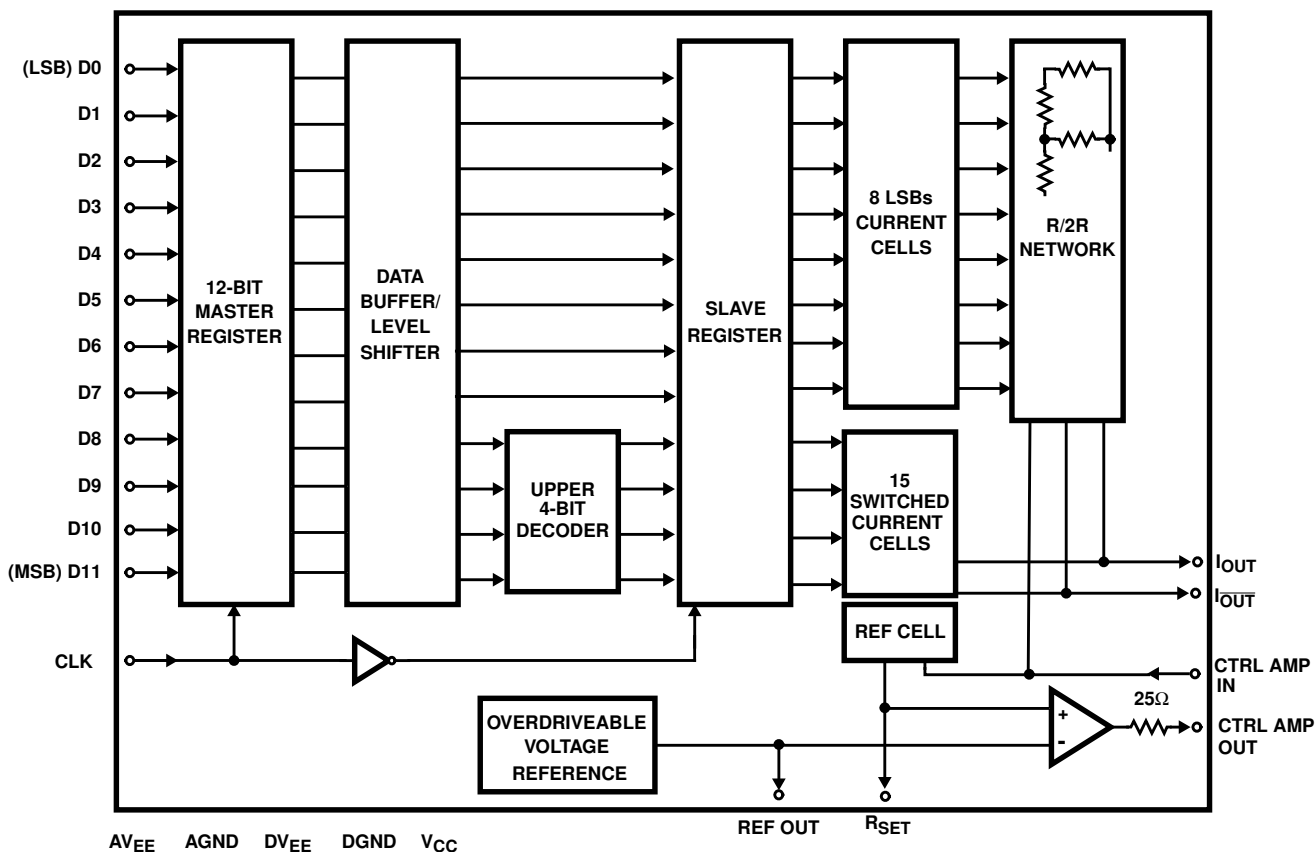 (LSB) D0
D1
D2
D3
D4
D5
D6
D7
D8
D9
D10
(MSB) D11
CLK
12-BIT
MASTER
REGISTER
DATA
BUFFER/
LEVEL
SHIFTER
UPPER
4-BIT
DECODER
SLAVE
REGISTER
8 LSBs
CURRENT
CELLS
R/2R
NETWORK
15
SWITCHED
CURRENT
CELLS
REF CELL
IOUT
I̅O̅U̅T̅
CTRL AMP
IN
25Ω
+
-
CTRL AMP
OUT
OVERDRIVEABLE
VOLTAGE
REFERENCE
REF OUT
RSET
AVEE AGND DVEE DGND VCC